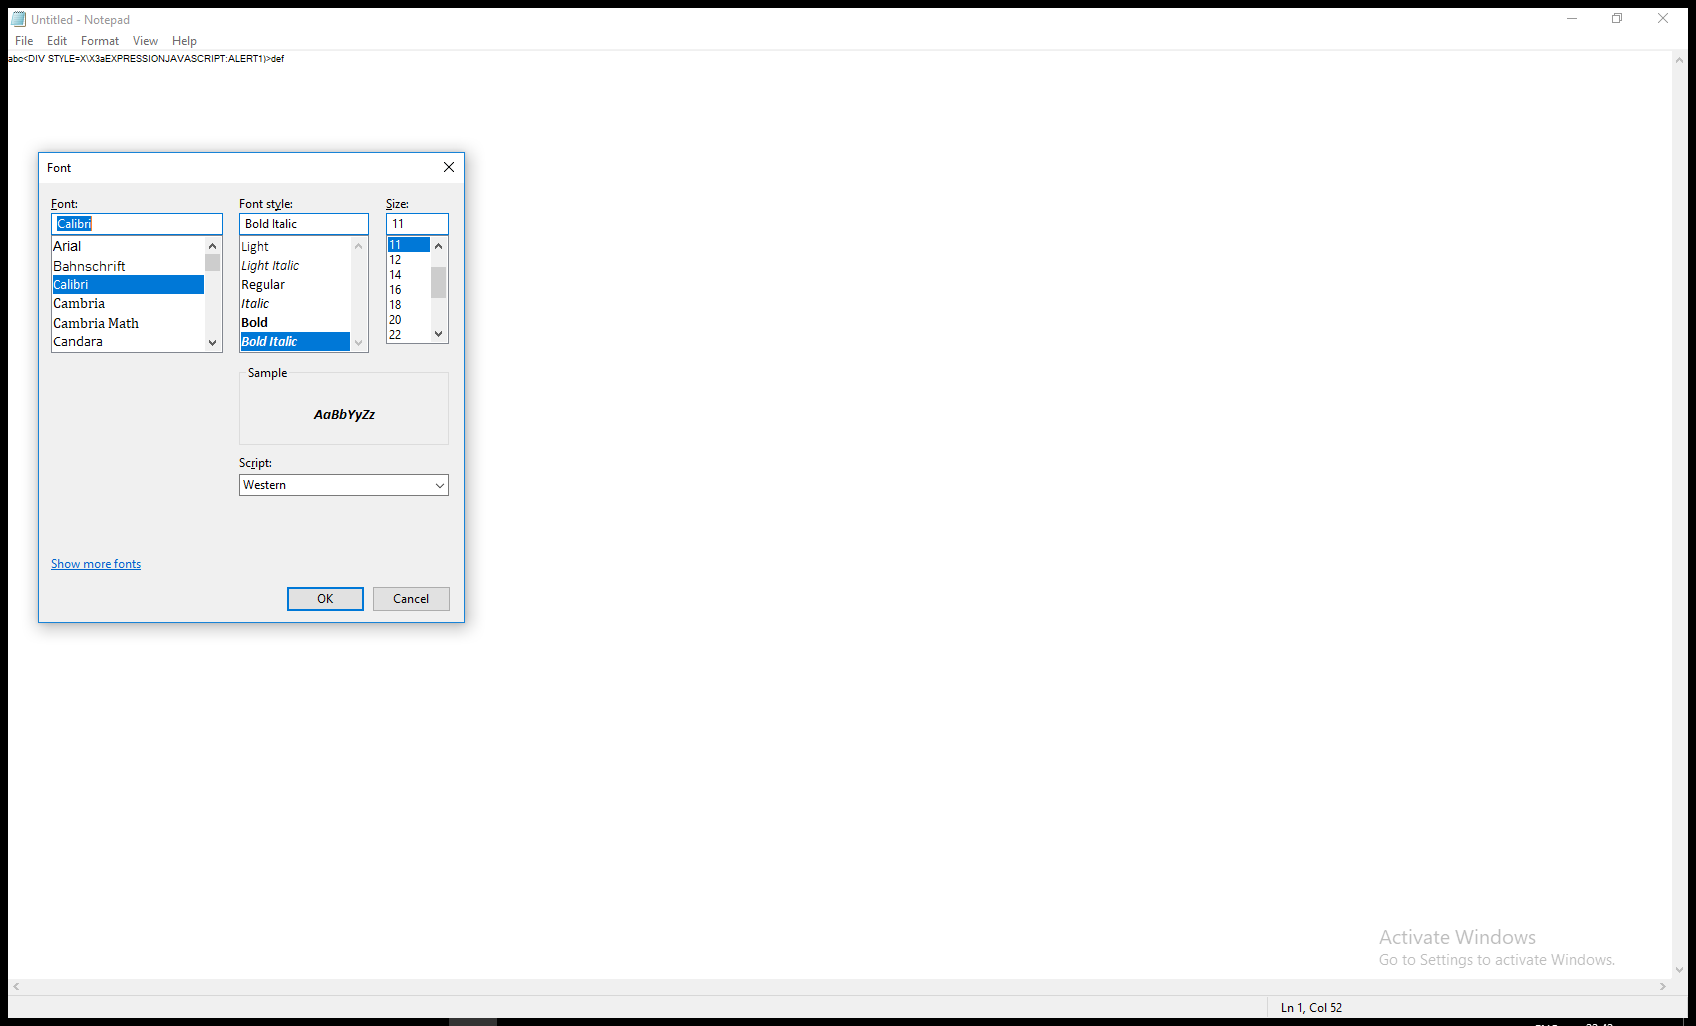 Untitled - Notepad
File Edit Format View Help
abc<DIV STYLE=X\X3aEXPRESSIONJAVASCRIPT:ALERT1)>def
Font
Font: Font style: Size:
Calibri Bold Italic 11
Arial Light 11
Bahnschrift Light Italic 12
Calibri Regular 14
Cambria Italic 16
Cambria Math Bold 18
Candara Bold Italic 20
22
Sample
AaBbYyZz
Script:
Western
Show more fonts
OK Cancel
Activate Windows
Go to Settings to activate Windows.
Ln 1, Col 52